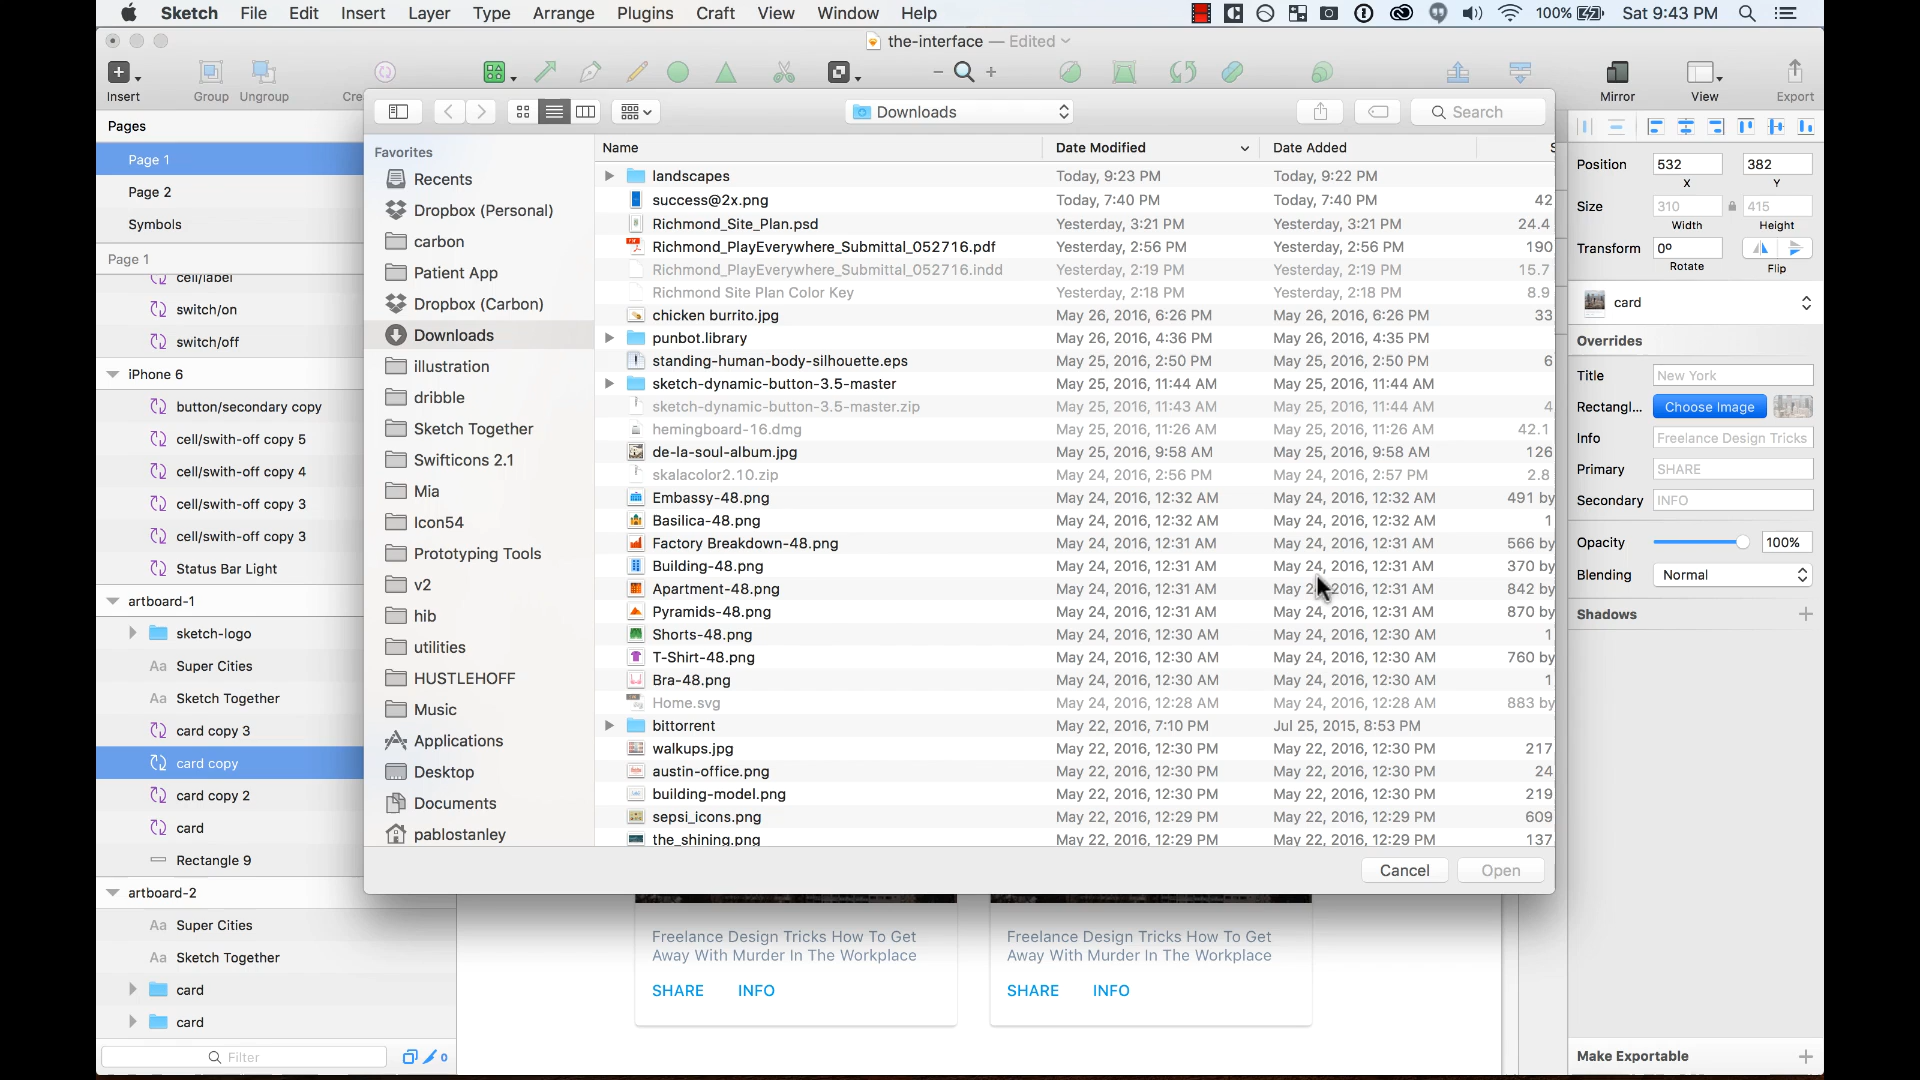 Sketch File Edit Insert Layer Type Arrange Plugins Craft View Window Help 100% Sat 9:43 PM
the-interface — Edited
Insert Group Ungroup Cre Mirror View Export
Downloads Search
Pages
Page 1
Page 2
Symbols
Page 1
cell/label
switch/on
switch/off
iPhone 6
button/secondary copy
cell/swith-off copy 5
cell/swith-off copy 4
cell/swith-off copy 3
cell/swith-off copy 3
Status Bar Light
artboard-1
sketch-logo
Super Cities
Sketch Together
card copy 3
card copy
card copy 2
card
Rectangle 9
artboard-2
Super Cities
Sketch Together
card
card
Filter 0
Favorites
Recents
Dropbox (Personal)
carbon
Patient App
Dropbox (Carbon)
Downloads
illustration
dribble
Sketch Together
Swifticons 2.1
Mia
Icon54
Prototyping Tools
v2
hib
utilities
HUSTLEHOFF
Music
Applications
Desktop
Documents
pablostanley
Name Date Modified Date Added S
landscapes Today, 9:23 PM Today, 9:22 PM
success@2x.png Today, 7:40 PM Today, 7:40 PM 42
Richmond_Site_Plan.psd Yesterday, 3:21 PM Yesterday, 3:21 PM 24.4
Richmond_PlayEverywhere_Submittal_052716.pdf Yesterday, 2:56 PM Yesterday, 2:56 PM 190
Richmond_PlayEverywhere_Submittal_052716.indd Yesterday, 2:19 PM Yesterday, 2:19 PM 15.7
Richmond Site Plan Color Key Yesterday, 2:18 PM Yesterday, 2:18 PM 8.9
chicken burrito.jpg May 26, 2016, 6:26 PM May 26, 2016, 6:26 PM 33
punbot.library May 26, 2016, 4:36 PM May 26, 2016, 4:35 PM
standing-human-body-silhouette.eps May 25, 2016, 2:50 PM May 25, 2016, 2:50 PM 6
sketch-dynamic-button-3.5-master May 25, 2016, 11:44 AM May 25, 2016, 11:44 AM
sketch-dynamic-button-3.5-master.zip May 25, 2016, 11:43 AM May 25, 2016, 11:44 AM 4
hemingboard-16.dmg May 25, 2016, 11:26 AM May 25, 2016, 11:26 AM 42.1
de-la-soul-album.jpg May 25, 2016, 9:58 AM May 25, 2016, 9:58 AM 126
skalacolor2.10.zip May 24, 2016, 2:56 PM May 24, 2016, 2:57 PM 2.8
Embassy-48.png May 24, 2016, 12:32 AM May 24, 2016, 12:32 AM 491 by
Basilica-48.png May 24, 2016, 12:32 AM May 24, 2016, 12:32 AM 1
Factory Breakdown-48.png May 24, 2016, 12:31 AM May 24, 2016, 12:31 AM 566 by
Building-48.png May 24, 2016, 12:31 AM May 24, 2016, 12:31 AM 370 by
Apartment-48.png May 24, 2016, 12:31 AM May 24, 2016, 12:31 AM 842 by
Pyramids-48.png May 24, 2016, 12:31 AM May 24, 2016, 12:31 AM 870 by
Shorts-48.png May 24, 2016, 12:30 AM May 24, 2016, 12:30 AM 1
T-Shirt-48.png May 24, 2016, 12:30 AM May 24, 2016, 12:30 AM 760 by
Bra-48.png May 24, 2016, 12:30 AM May 24, 2016, 12:30 AM 1
Home.svg May 24, 2016, 12:28 AM May 24, 2016, 12:28 AM 883 by
bittorrent May 22, 2016, 7:10 PM Jul 25, 2015, 8:53 PM
walkups.jpg May 22, 2016, 12:30 PM May 22, 2016, 12:30 PM 217
austin-office.png May 22, 2016, 12:30 PM May 22, 2016, 12:30 PM 24
building-model.png May 22, 2016, 12:30 PM May 22, 2016, 12:30 PM 219
sepsi_icons.png May 22, 2016, 12:29 PM May 22, 2016, 12:29 PM 609
the_shining.png May 22, 2016, 12:29 PM May 22, 2016, 12:29 PM 137
Cancel Open
Freelance Design Tricks How To Get
Away With Murder In The Workplace
SHARE INFO
Freelance Design Tricks How To Get
Away With Murder In The Workplace
SHARE INFO
Position 532 382
X Y
Size 310 415
Width Height
Transform 0º
Rotate Flip
card
Overrides
Title New York
Rectangl... Choose Image
Info Freelance Design Tricks
Primary SHARE
Secondary INFO
Opacity 100%
Blending Normal
Shadows
Make Exportable